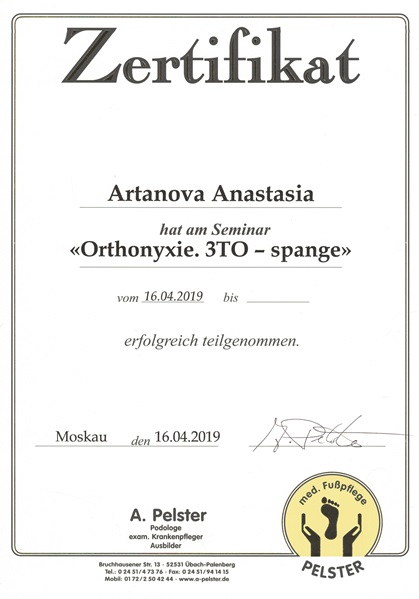 Zertifikat
Artanova Anastasia
hat am Seminar
«Orthonyxie. 3TO – spange»
vom 16.04.2019 bis
erfolgreich teilgenommen.
Moskau den 16.04.2019
A. Pelster
Podologe
exam. Krankenpfleger
Ausbilder
med. Fußpflege
PELSTER
Bruchhausener Str. 13 · 52531 Übach-Palenberg
Tel.: 0 24 51/4 73 76 · Fax: 0 24 51/94 14 15
Mobil: 01 72/2 50 42 44 · www.a-pelster.de